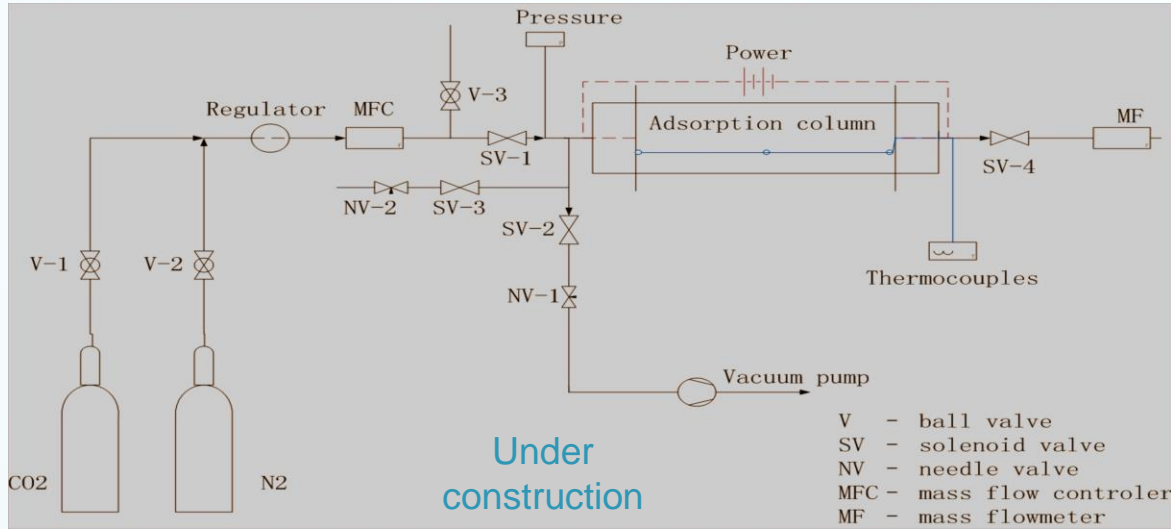 Pressure
Power
V-3
Regulator
MFC
Adsorption column
MF
SV-1
SV-4
NV-2
SV-3
SV-2
V-1
V-2
NV-1
Thermocouples
Vacuum pump
V - ball valve
SV - solenoid valve
NV - needle valve
MFC - mass flow controler
MF - mass flowmeter
Under
construction
CO2
N2